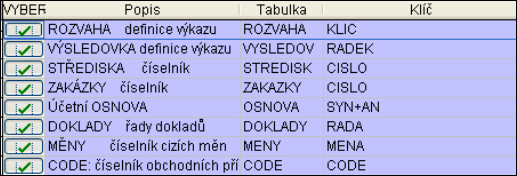 VYBER Popis Tabulka Klíč
ROZVAHA definice výkazu ROZVAHA KLIC
VÝSLEDOVKA definice výkazu VYSLEDOV RADEK
STŘEDISKA číselník STREDISK CISLO
ZAKÁZKY číselník ZAKAZKY CISLO
Účetní OSNOVA OSNOVA SYN+AN
DOKLADY řady dokladů DOKLADY RADA
MĚNY číselník cizích měn MENY MENA
CODE: číselník obchodních pří CODE CODE